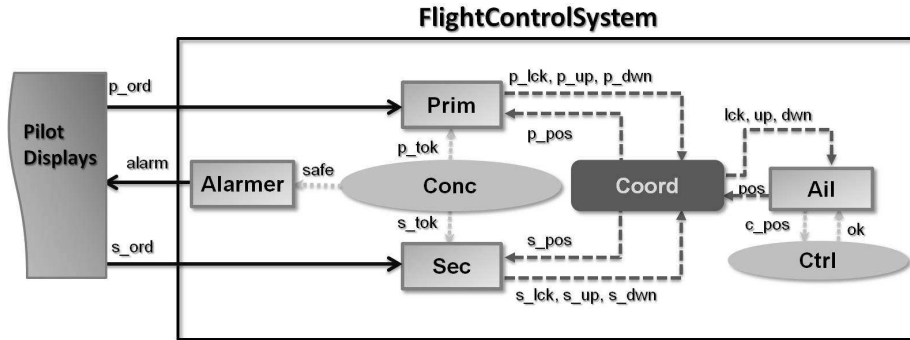 FlightControlSystem
p_ord
p_lck, p_up, p_dwn
Prim
lck, up, dwn
Pilot
Displays
p_pos
p_tok
alarm
safe
Alarmer
Conc
Coord
pos
Ail
s_tok
c_pos
ok
s_ord
s_pos
Sec
Ctrl
s_lck, s_up, s_dwn